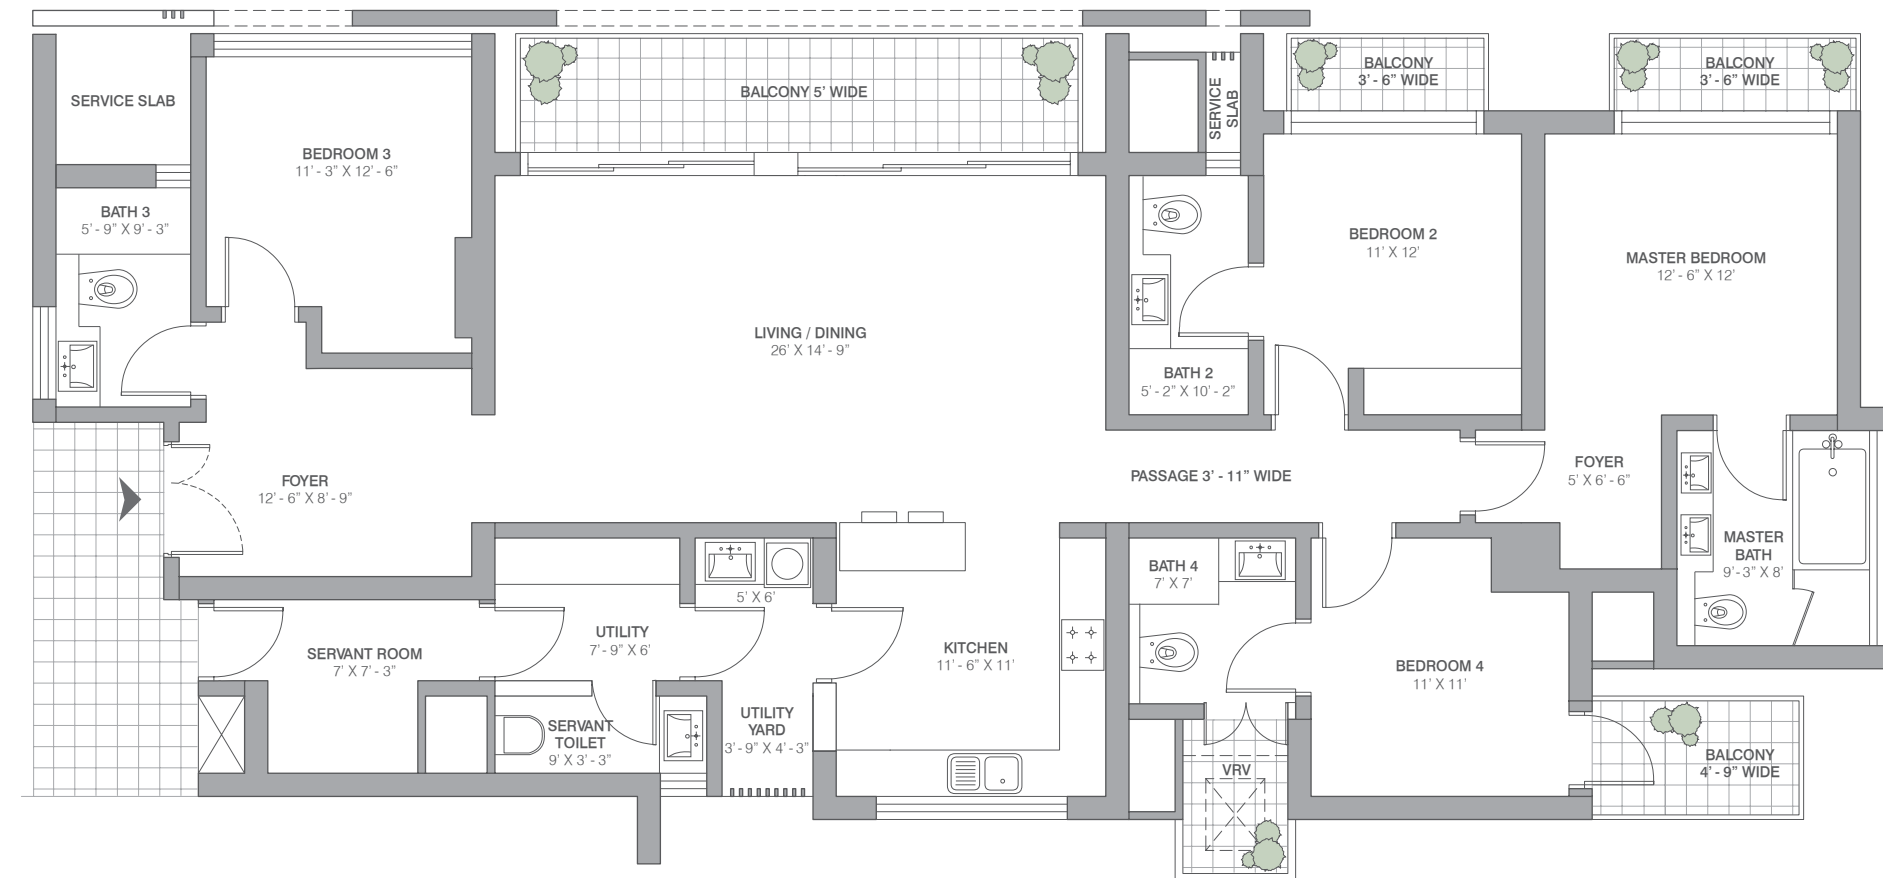 SERVICE SLAB
BEDROOM 3
11' - 3" X 12' - 6"
BALCONY 5' WIDE
SERVICE
SLAB
BALCONY
3' - 6" WIDE
BALCONY
3' - 6" WIDE
BATH 3
5' - 9" X 9' - 3"
BEDROOM 2
11' X 12'
MASTER BEDROOM
12' - 6" X 12'
LIVING / DINING
26' X 14' - 9"
BATH 2
5' - 2" X 10' - 2"
FOYER
12' - 6" X 8' - 9"
PASSAGE 3' - 11" WIDE
FOYER
5' X 6' - 6"
MASTER
BATH
9' - 3" X 8'
BATH 4
7' X 7'
5' X 6'
UTILITY
7' - 9" X 6'
SERVANT ROOM
7' X 7' - 3"
KITCHEN
11' - 6" X 11'
BEDROOM 4
11' X 11'
SERVANT
TOILET
9' X 3' - 3"
UTILITY
YARD
3' - 9" X 4' - 3"
VRV
BALCONY
4' - 9" WIDE